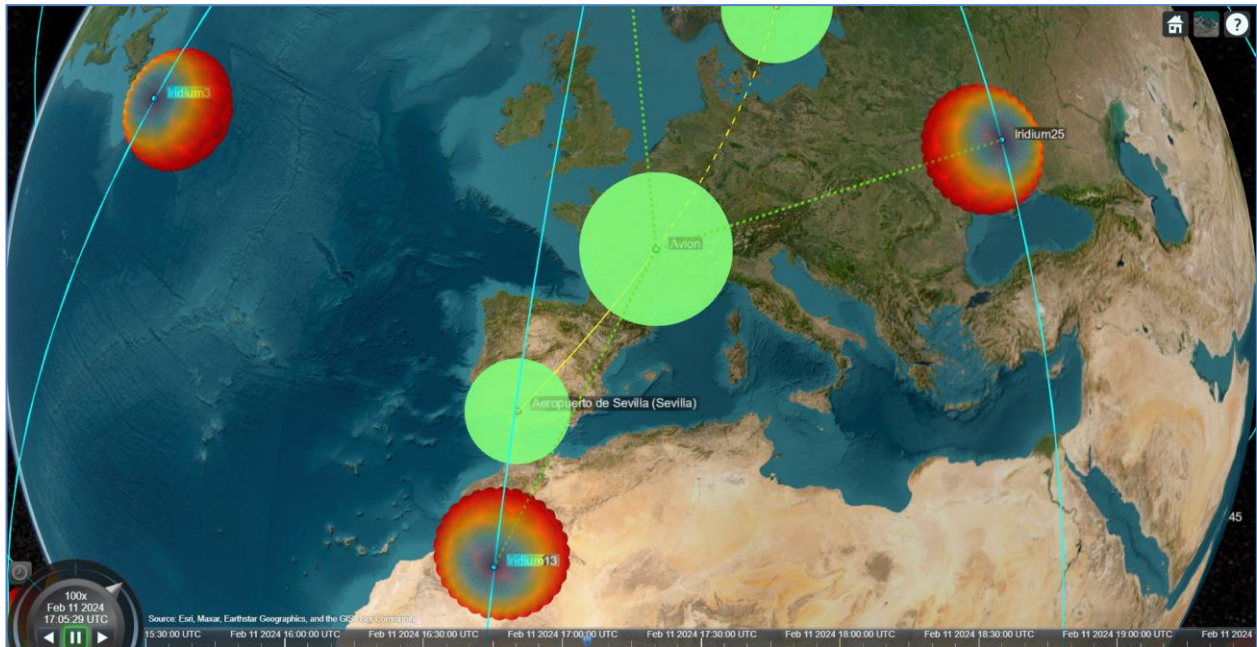 ?
Iridium3
Iridium25
Avion
Aeropuerto de Sevilla (Sevilla)
45
Iridium13
100x
Feb 11 2024
17:05:29 UTC
Source: Esri, Maxar, Earthstar Geographics, and the GIS User Community
15:30:00 UTC Feb 11 2024 16:00:00 UTC Feb 11 2024 16:30:00 UTC Feb 11 2024 17:00:00 UTC Feb 11 2024 17:30:00 UTC Feb 11 2024 18:00:00 UTC Feb 11 2024 18:30:00 UTC Feb 11 2024 19:00:00 UTC Feb 11 2024